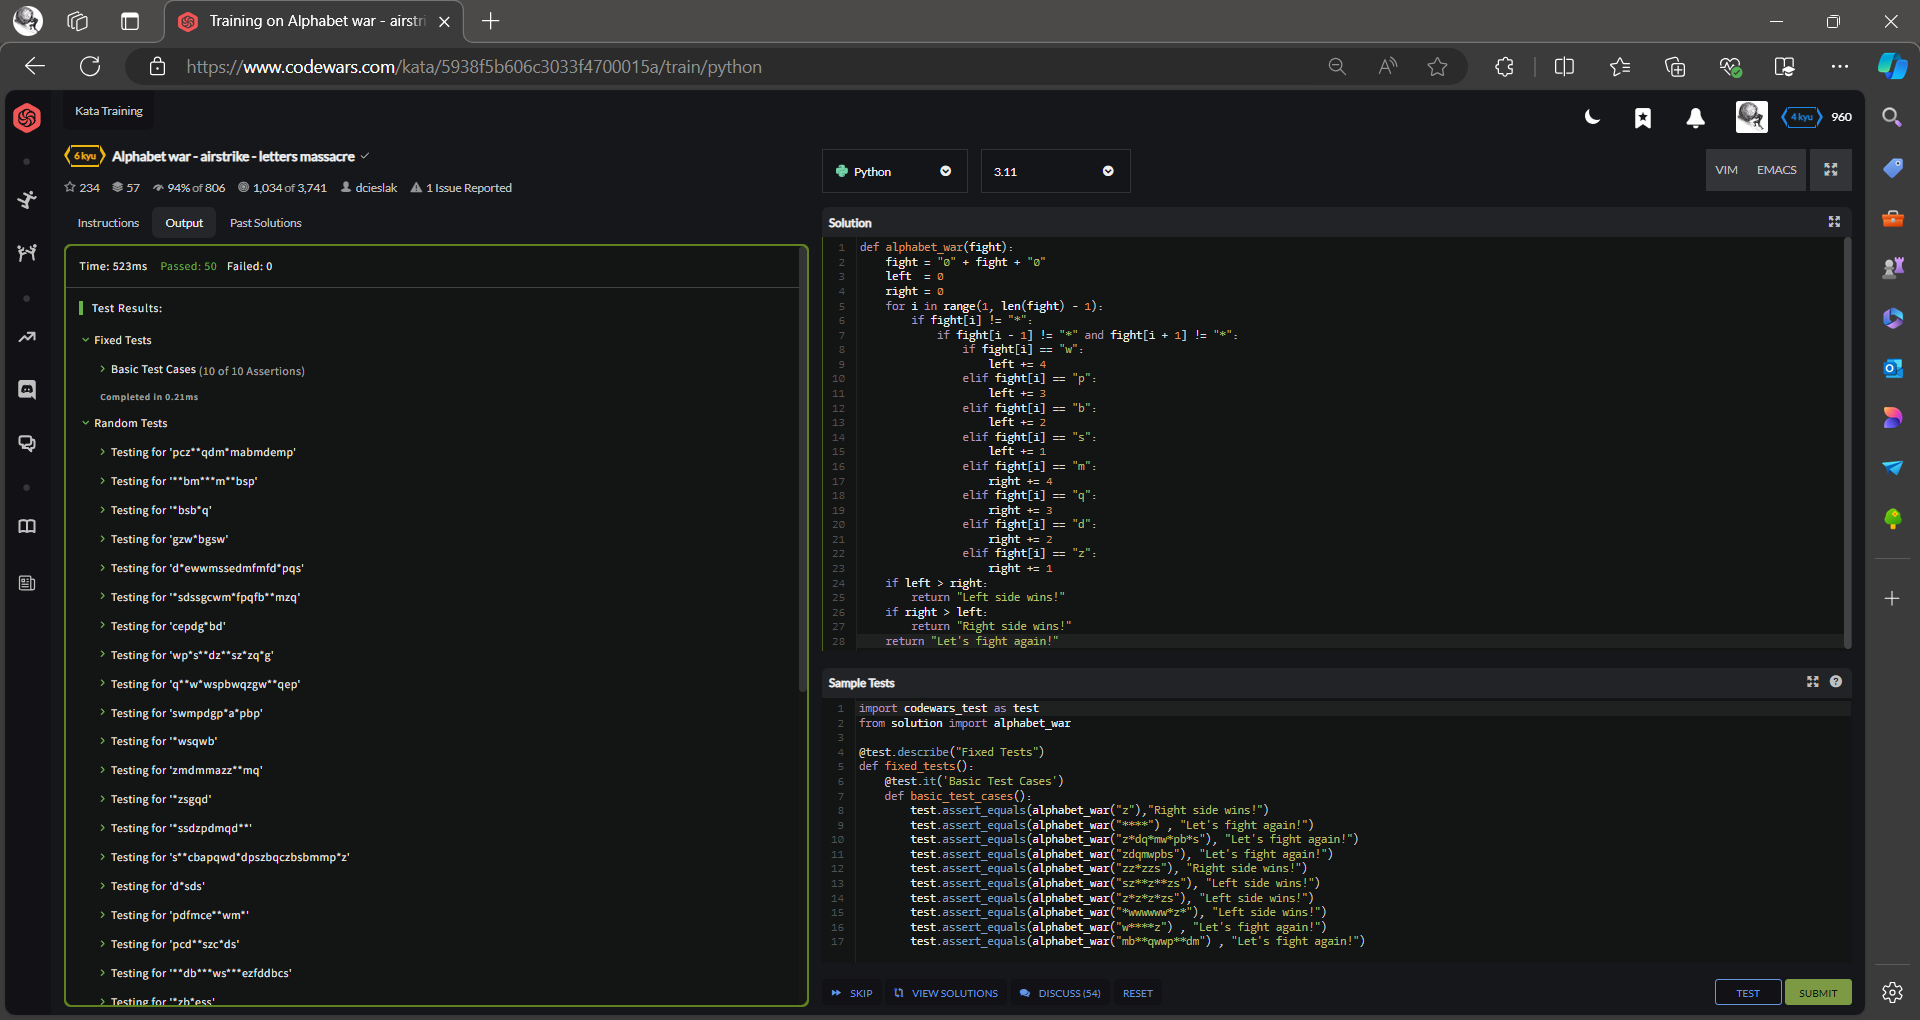 Training on Alphabet war - airstri
https://www.codewars.com/kata/5938f5b606c3033f4700015a/train/python
Kata Training
4 kyu 960
6 kyu Alphabet war - airstrike - letters massacre
234 57 94% of 806 1,034 of 3,741 dcieslak 1 Issue Reported
Python 3.11 VIM EMACS
Instructions Output Past Solutions
Time: 523ms Passed: 50 Failed: 0
Test Results:
Fixed Tests
Basic Test Cases (10 of 10 Assertions)
Completed in 0.21ms
Random Tests
Testing for 'pcz**qdm*mabmdemp'
Testing for '**bm***m**bsp'
Testing for '*bsb*q'
Testing for 'gzw*bgsw'
Testing for 'd*ewwmssedmfmfd*pqs'
Testing for '*sdssgcwm*fpqfb**mzq'
Testing for 'cepdg*bd'
Testing for 'wp*s**dz**sz*zq*g'
Testing for 'q**w*wspbwqzgw**qep'
Testing for 'swmpdgp*a*pbp'
Testing for '*wsqwb'
Testing for 'zmdmmazz**mq'
Testing for '*zsgqd'
Testing for '*ssdzpdmqd**'
Testing for 's**cbapqwd*dpszbqczbsbmmp*z'
Testing for 'd*sds'
Testing for 'pdfmce**wm*'
Testing for 'pcd**szc*ds'
Testing for '**db***ws***ezfddbcs'
Testing for '*zb*ess'
Solution
1 def alphabet_war(fight):
2 fight = "0" + fight + "0"
3 left = 0
4 right = 0
5 for i in range(1, len(fight) - 1):
6 if fight[i] != "*":
7 if fight[i - 1] != "*" and fight[i + 1] != "*":
8 if fight[i] == "w":
9 left += 4
10 elif fight[i] == "p":
11 left += 3
12 elif fight[i] == "b":
13 left += 2
14 elif fight[i] == "s":
15 left += 1
16 elif fight[i] == "m":
17 right += 4
18 elif fight[i] == "q":
19 right += 3
20 elif fight[i] == "d":
21 right += 2
22 elif fight[i] == "z":
23 right += 1
24 if left > right:
25 return "Left side wins!"
26 if right > left:
27 return "Right side wins!"
28 return "Let's fight again!"
Sample Tests
1 import codewars_test as test
2 from solution import alphabet_war
3
4 @test.describe("Fixed Tests")
5 def fixed_tests():
6 @test.it('Basic Test Cases')
7 def basic_test_cases():
8 test.assert_equals(alphabet_war("z"),"Right side wins!")
9 test.assert_equals(alphabet_war("****") , "Let's fight again!")
10 test.assert_equals(alphabet_war("z*dq*mw*pb*s"), "Let's fight again!")
11 test.assert_equals(alphabet_war("zdqmwpbs"), "Let's fight again!")
12 test.assert_equals(alphabet_war("zz*zzs"), "Right side wins!")
13 test.assert_equals(alphabet_war("sz**z**zs"), "Left side wins!")
14 test.assert_equals(alphabet_war("z*z*z*zs"), "Left side wins!")
15 test.assert_equals(alphabet_war("*wwwwww*z*"), "Left side wins!")
16 test.assert_equals(alphabet_war("w****z") , "Let's fight again!")
17 test.assert_equals(alphabet_war("mb**qwwp**dm") , "Let's fight again!")
SKIP VIEW SOLUTIONS DISCUSS (54) RESET TEST SUBMIT